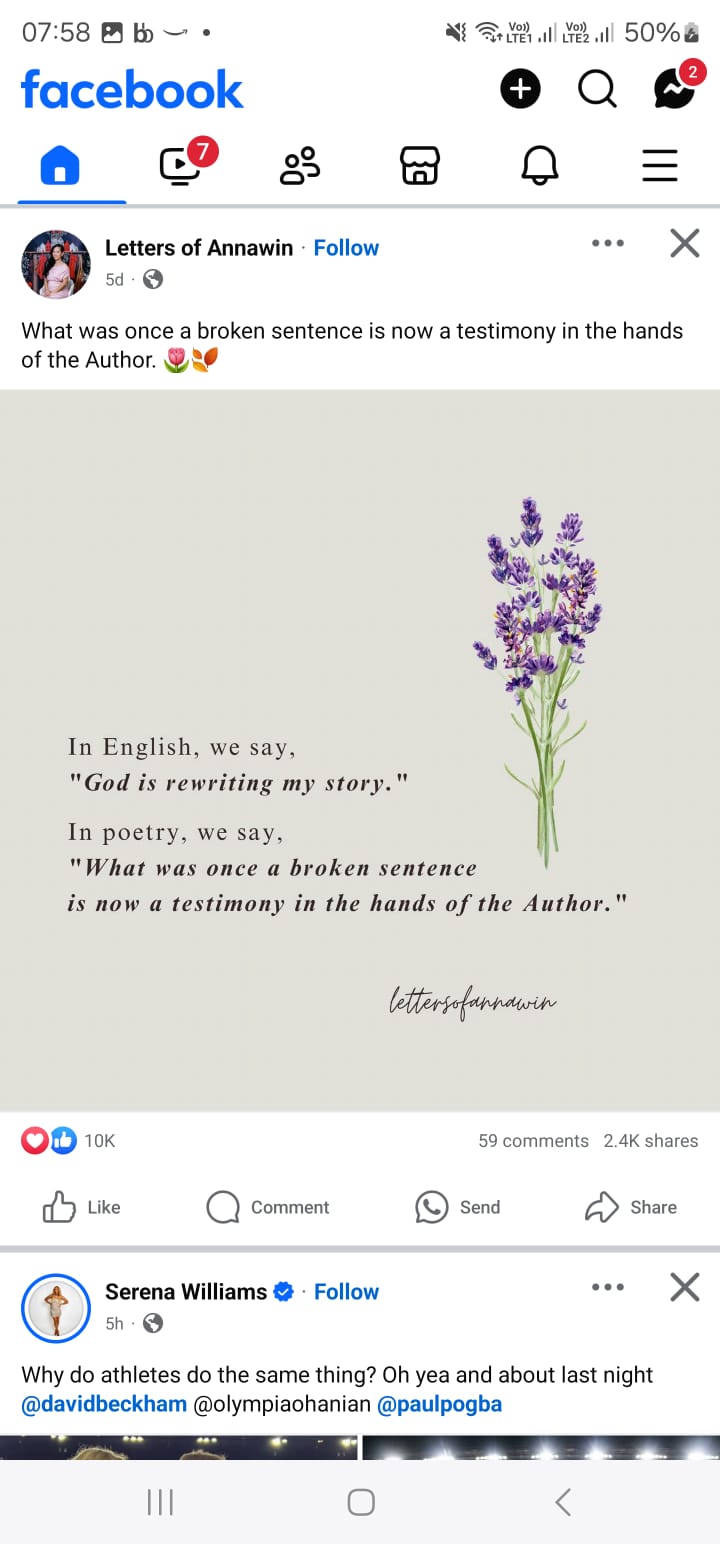 07:58
Vo)) LTE1 Vo)) LTE2 50%
facebook
2
7
Letters of Annawin · Follow
5d ·
What was once a broken sentence is now a testimony in the hands
of the Author. 🌷🍂
In English, we say,
"God is rewriting my story."
In poetry, we say,
"What was once a broken sentence
is now a testimony in the hands of the Author."
lettersofannawin
10K
59 comments 2.4K shares
Like Comment Send Share
Serena Williams · Follow
5h ·
Why do athletes do the same thing? Oh yea and about last night
@davidbeckham @olympiaohanian @paulpogba